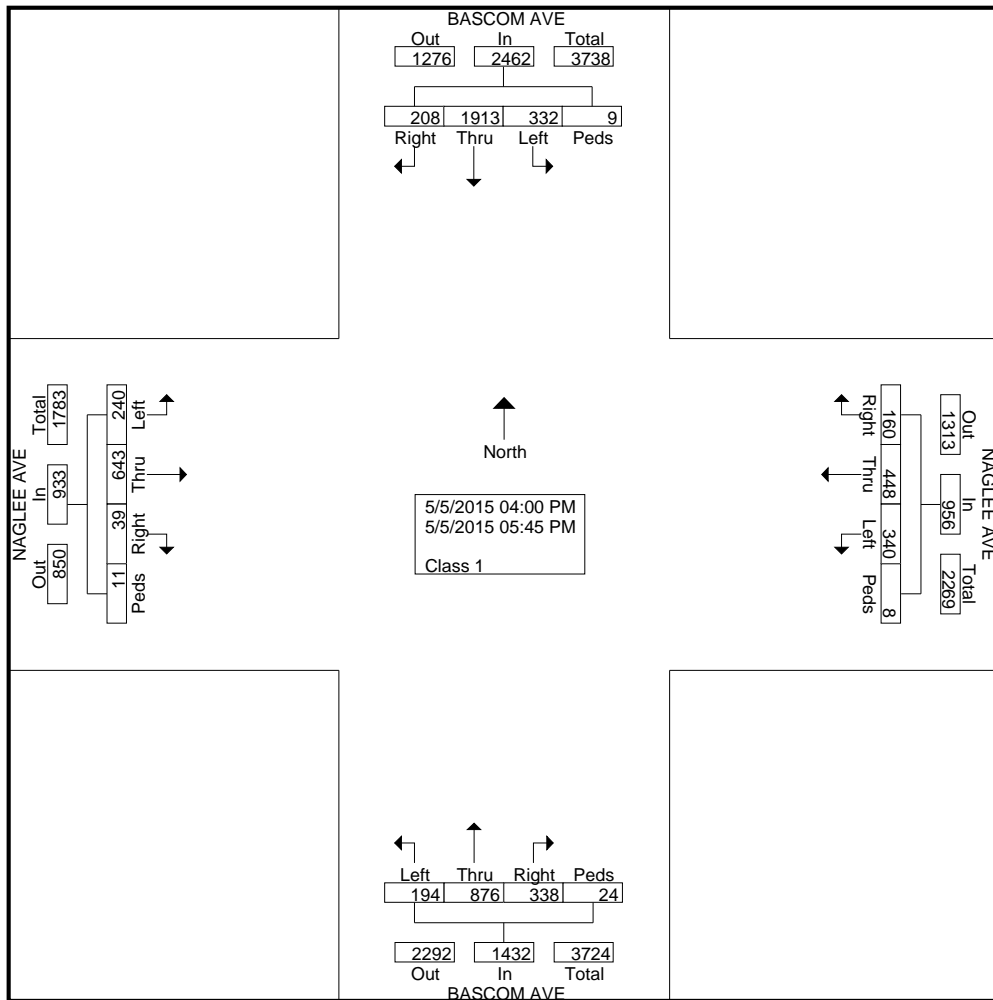 BASCOM AVE
Out In Total
1276 2462 3738
208 1913 332 9
Right Thru Left Peds
NAGLEE AVE
Total In Out
1783 933 850
240 643 39 11
Left Thru Right Peds
North
5/5/2015 04:00 PM
5/5/2015 05:45 PM
Class 1
Right Thru Left Peds
160 448 340 8
Out In Total
1313 956 2269
NAGLEE AVE
Left Thru Right Peds
194 876 338 24
2292 1432 3724
Out In Total
BASCOM AVE